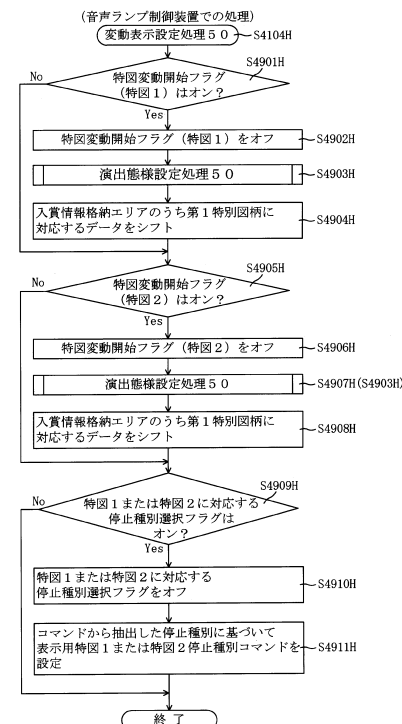 (音声ランプ制御装置での処理)
変動表示設定処理50
S4104H
S4901H
No
特図変動開始フラグ
(特図1)はオン?
Yes
特図変動開始フラグ(特図1)をオフ
S4902H
演出態様設定処理50
S4903H
入賞情報格納エリアのうち第1特別図柄に
対応するデータをシフト
S4904H
S4905H
No
特図変動開始フラグ
(特図2)はオン?
Yes
特図変動開始フラグ(特図2)をオフ
S4906H
演出態様設定処理50
S4907H(S4903H)
入賞情報格納エリアのうち第1特別図柄に
対応するデータをシフト
S4908H
S4909H
No
特図1または特図2に対応する
停止種別選択フラグは
オン?
Yes
特図1または特図2に対応する
停止種別選択フラグをオフ
S4910H
コマンドから抽出した停止種別に基づいて
表示用特図1または特図2停止種別コマンドを
設定
S4911H
終了